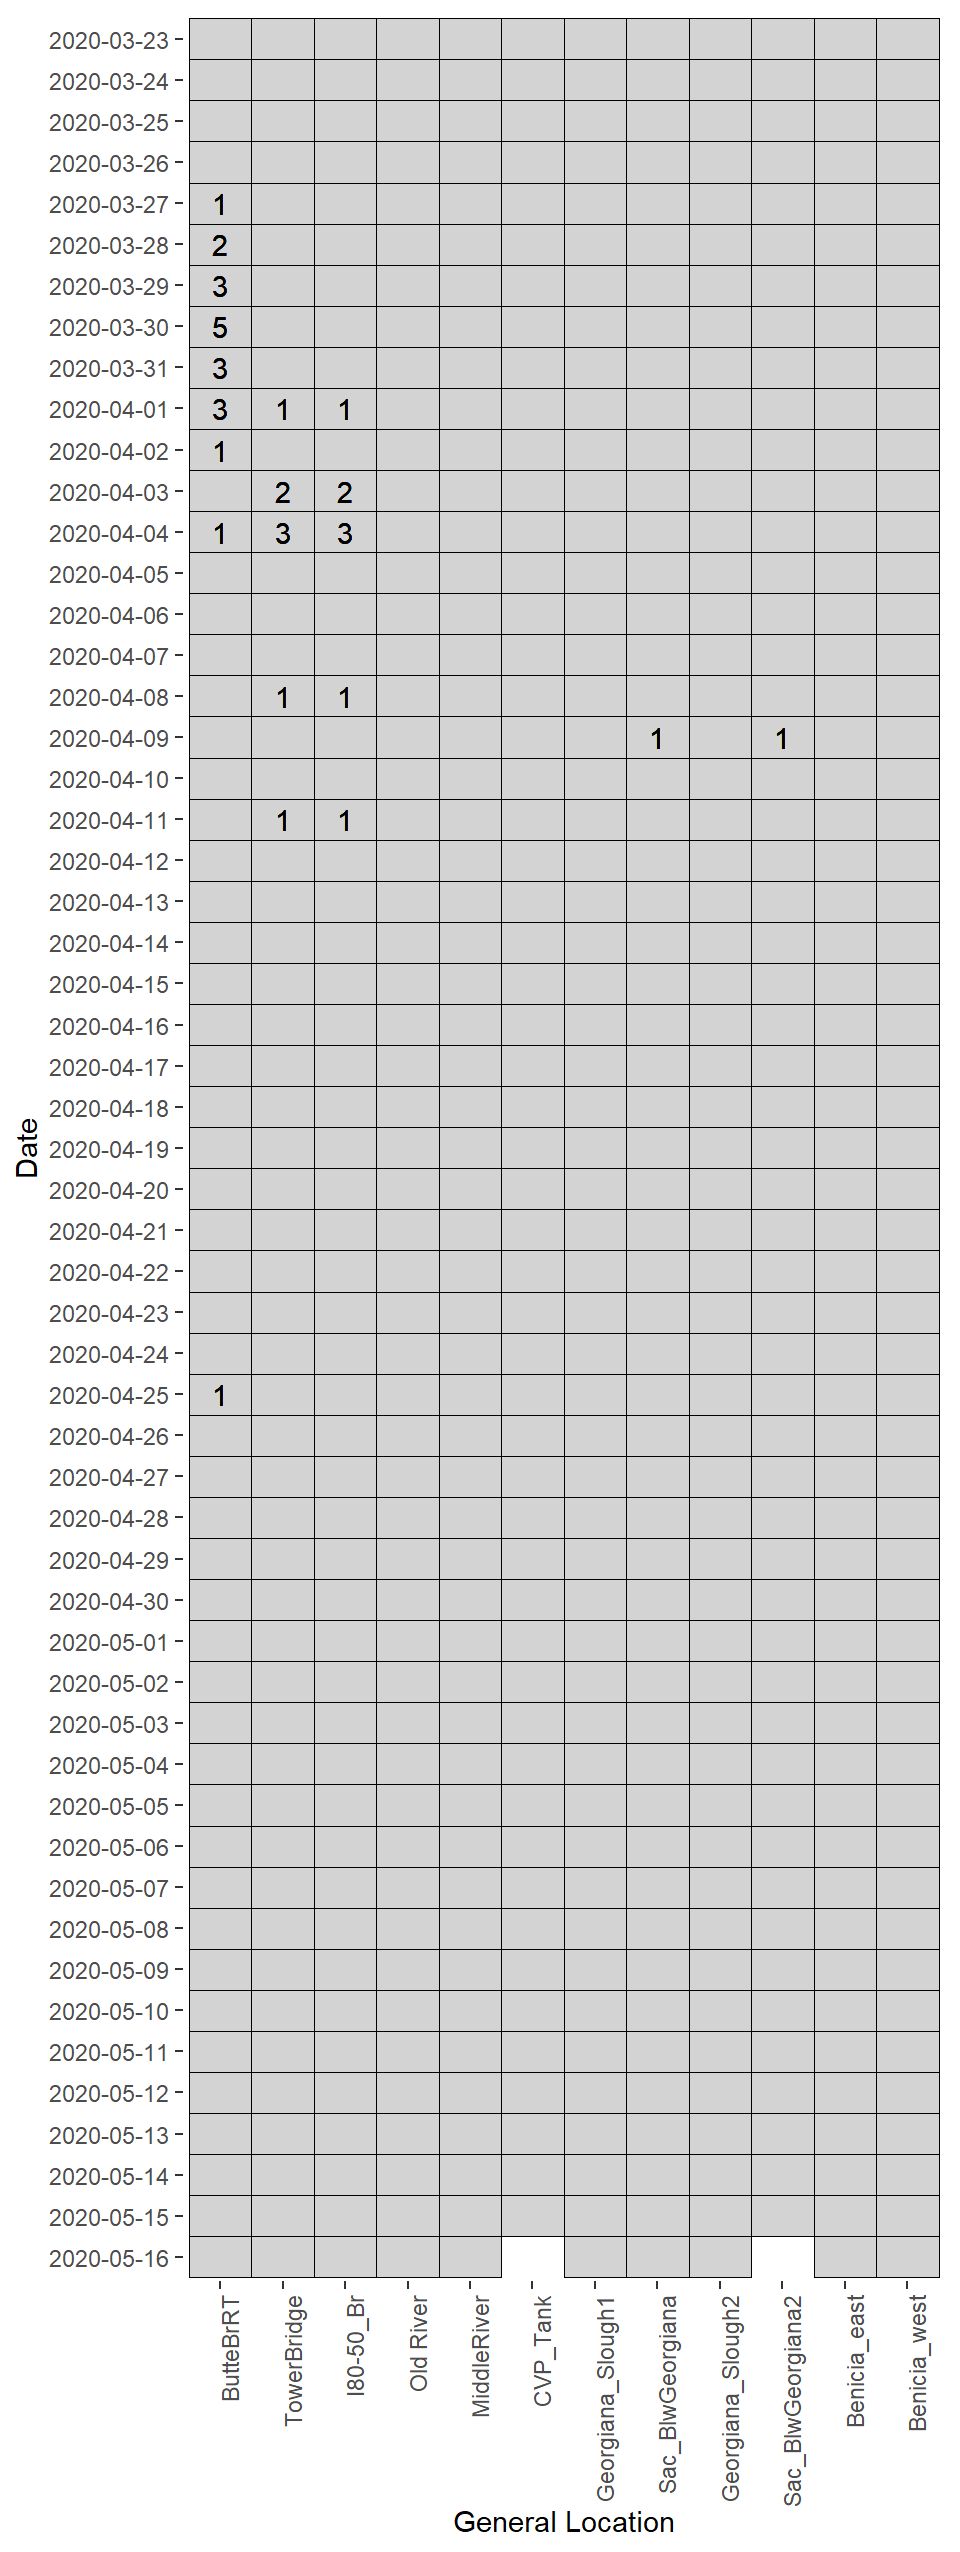 2020-03-23
2020-03-24
2020-03-25
2020-03-26
2020-03-27 1
2020-03-28 2
2020-03-29 3
2020-03-30 5
2020-03-31 3
2020-04-01 3 1 1
2020-04-02 1
2020-04-03 2 2
2020-04-04 1 3 3
2020-04-05
2020-04-06
2020-04-07
2020-04-08 1 1
2020-04-09 1 1
2020-04-10
2020-04-11 1 1
2020-04-12
2020-04-13
2020-04-14
2020-04-15
2020-04-16
2020-04-17
2020-04-18
2020-04-19
2020-04-20
2020-04-21
2020-04-22
2020-04-23
2020-04-24
2020-04-25 1
2020-04-26
2020-04-27
2020-04-28
2020-04-29
2020-04-30
2020-05-01
2020-05-02
2020-05-03
2020-05-04
2020-05-05
2020-05-06
2020-05-07
2020-05-08
2020-05-09
2020-05-10
2020-05-11
2020-05-12
2020-05-13
2020-05-14
2020-05-15
2020-05-16
Date
ButteBrRT
TowerBridge
I80-50_Br
Old River
MiddleRiver
CVP_Tank
Georgiana_Slough1
Sac_BlwGeorgiana
Georgiana_Slough2
Sac_BlwGeorgiana2
Benicia_east
Benicia_west
General Location